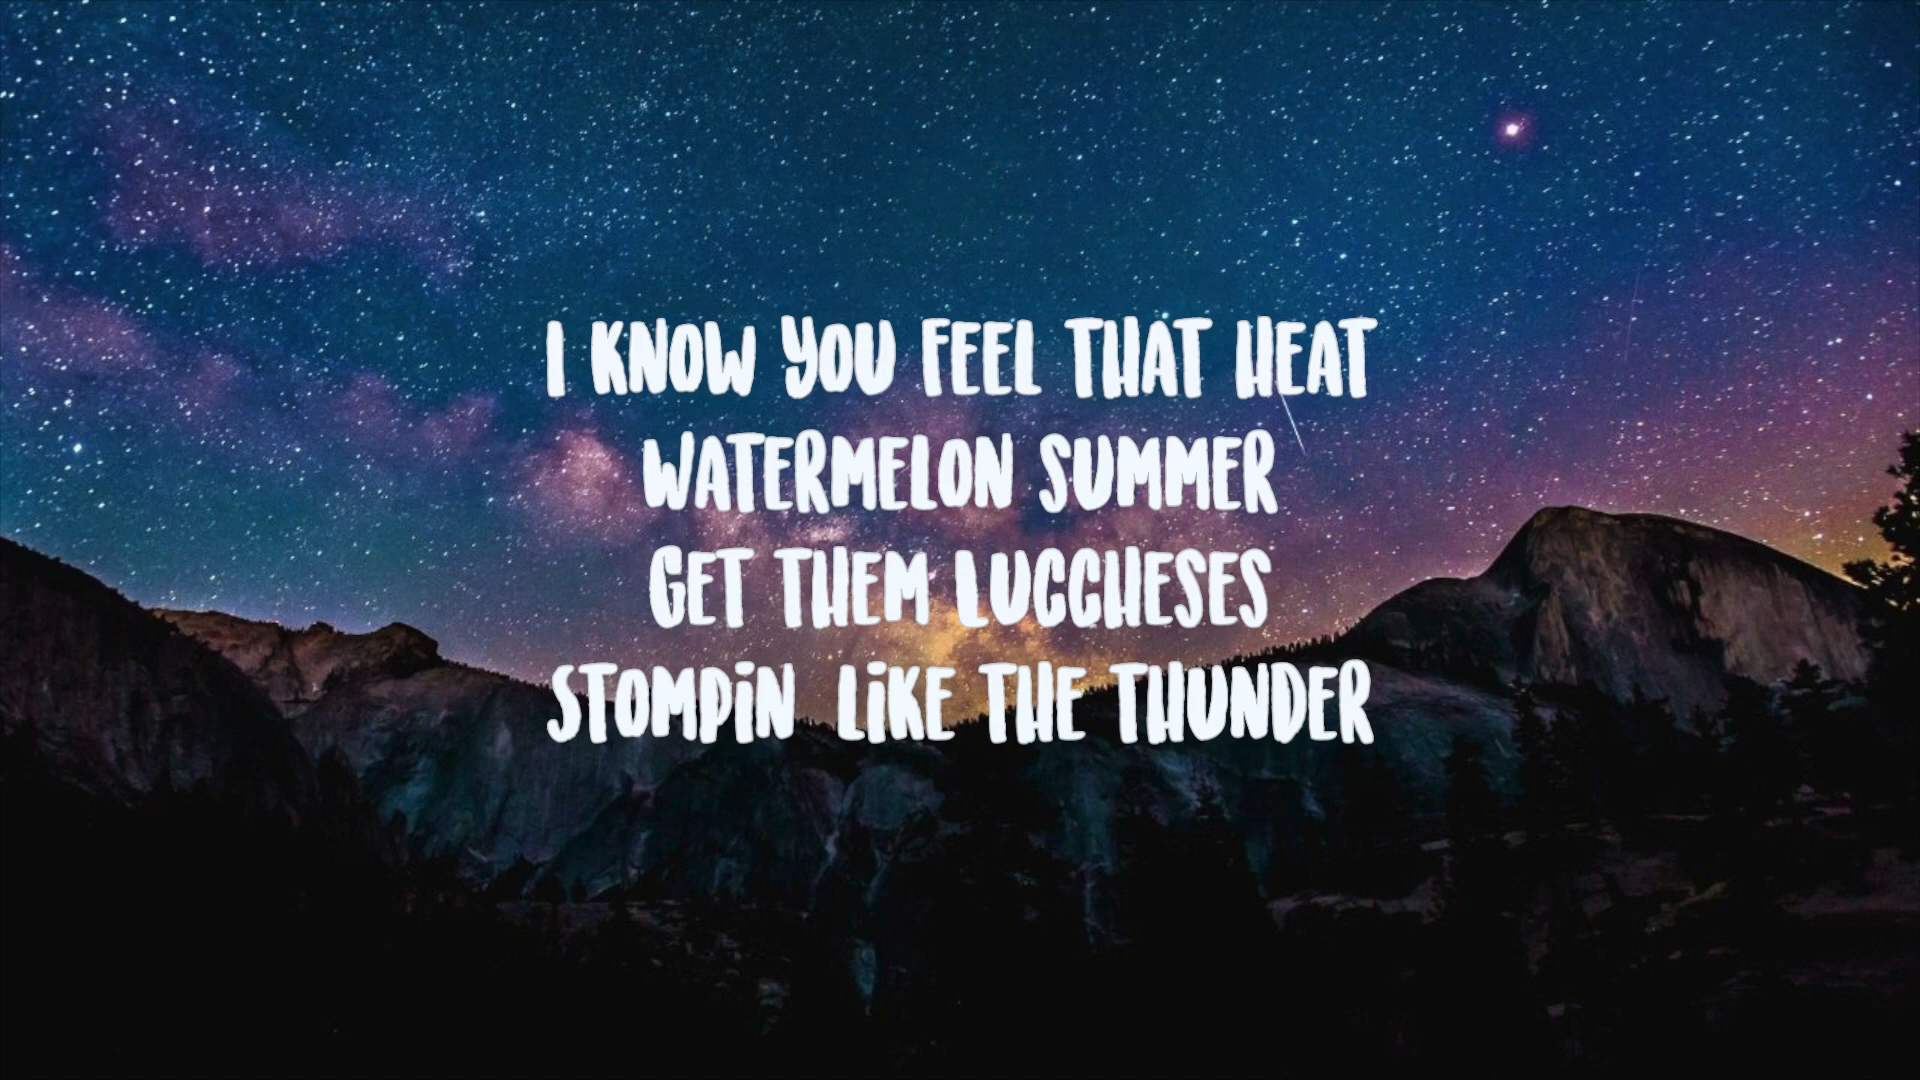 I KNOW YOU FEEL THAT HEAT
WATERMELON SUMMER
GET THEM LUCCHESES
STOMPiN LiKE THE THUNDER